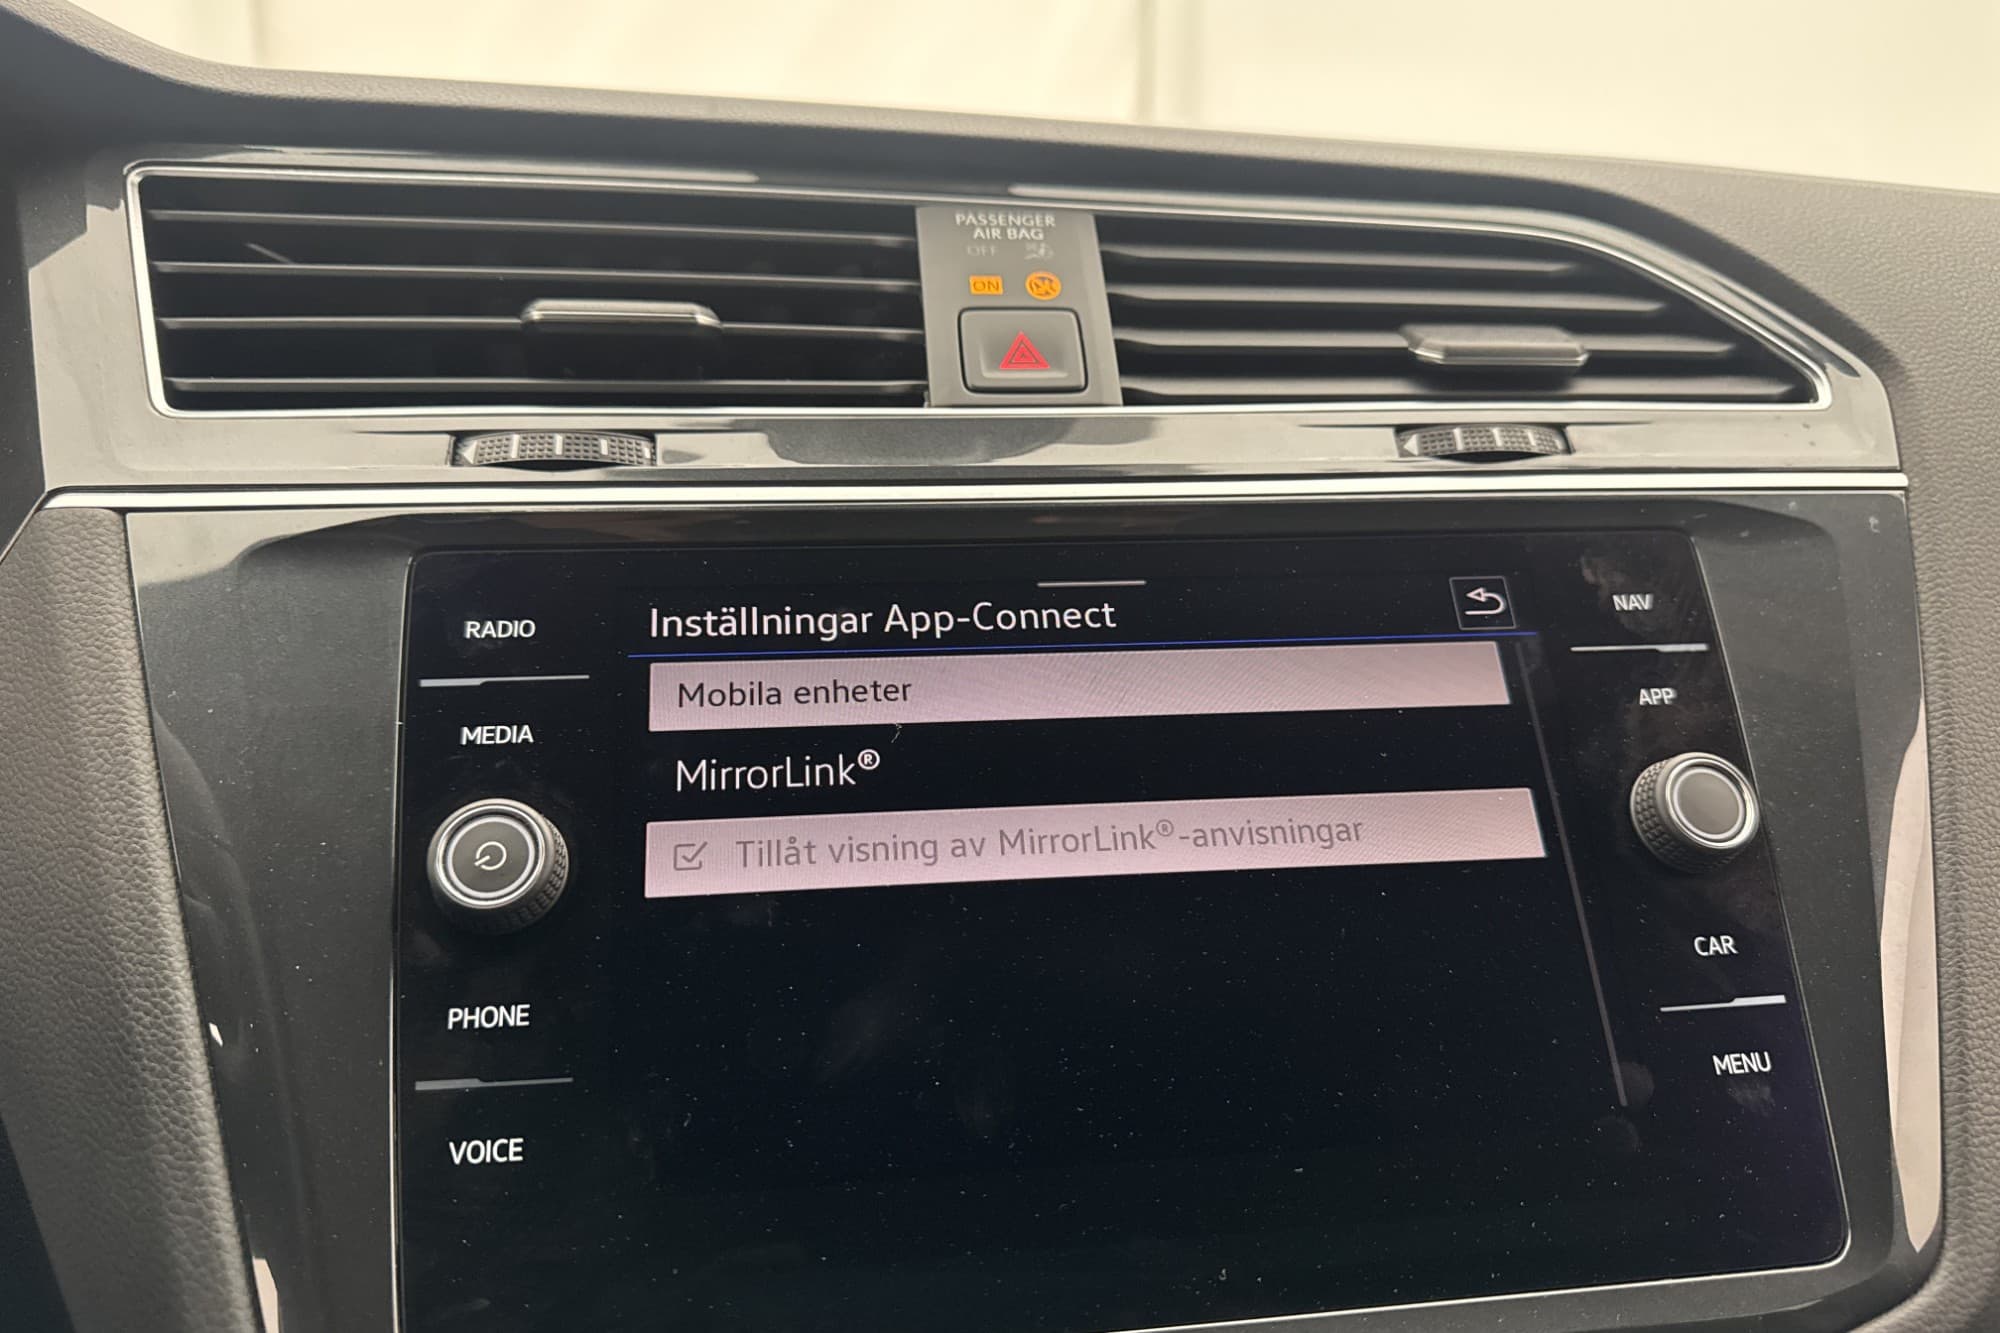 PASSENGER
AIR BAG
OFF
ON
RADIO
Inställningar App-Connect
NAV
Mobila enheter
APP
MEDIA
MirrorLink®
Tillåt visning av MirrorLink®-anvisningar
CAR
PHONE
MENU
VOICE